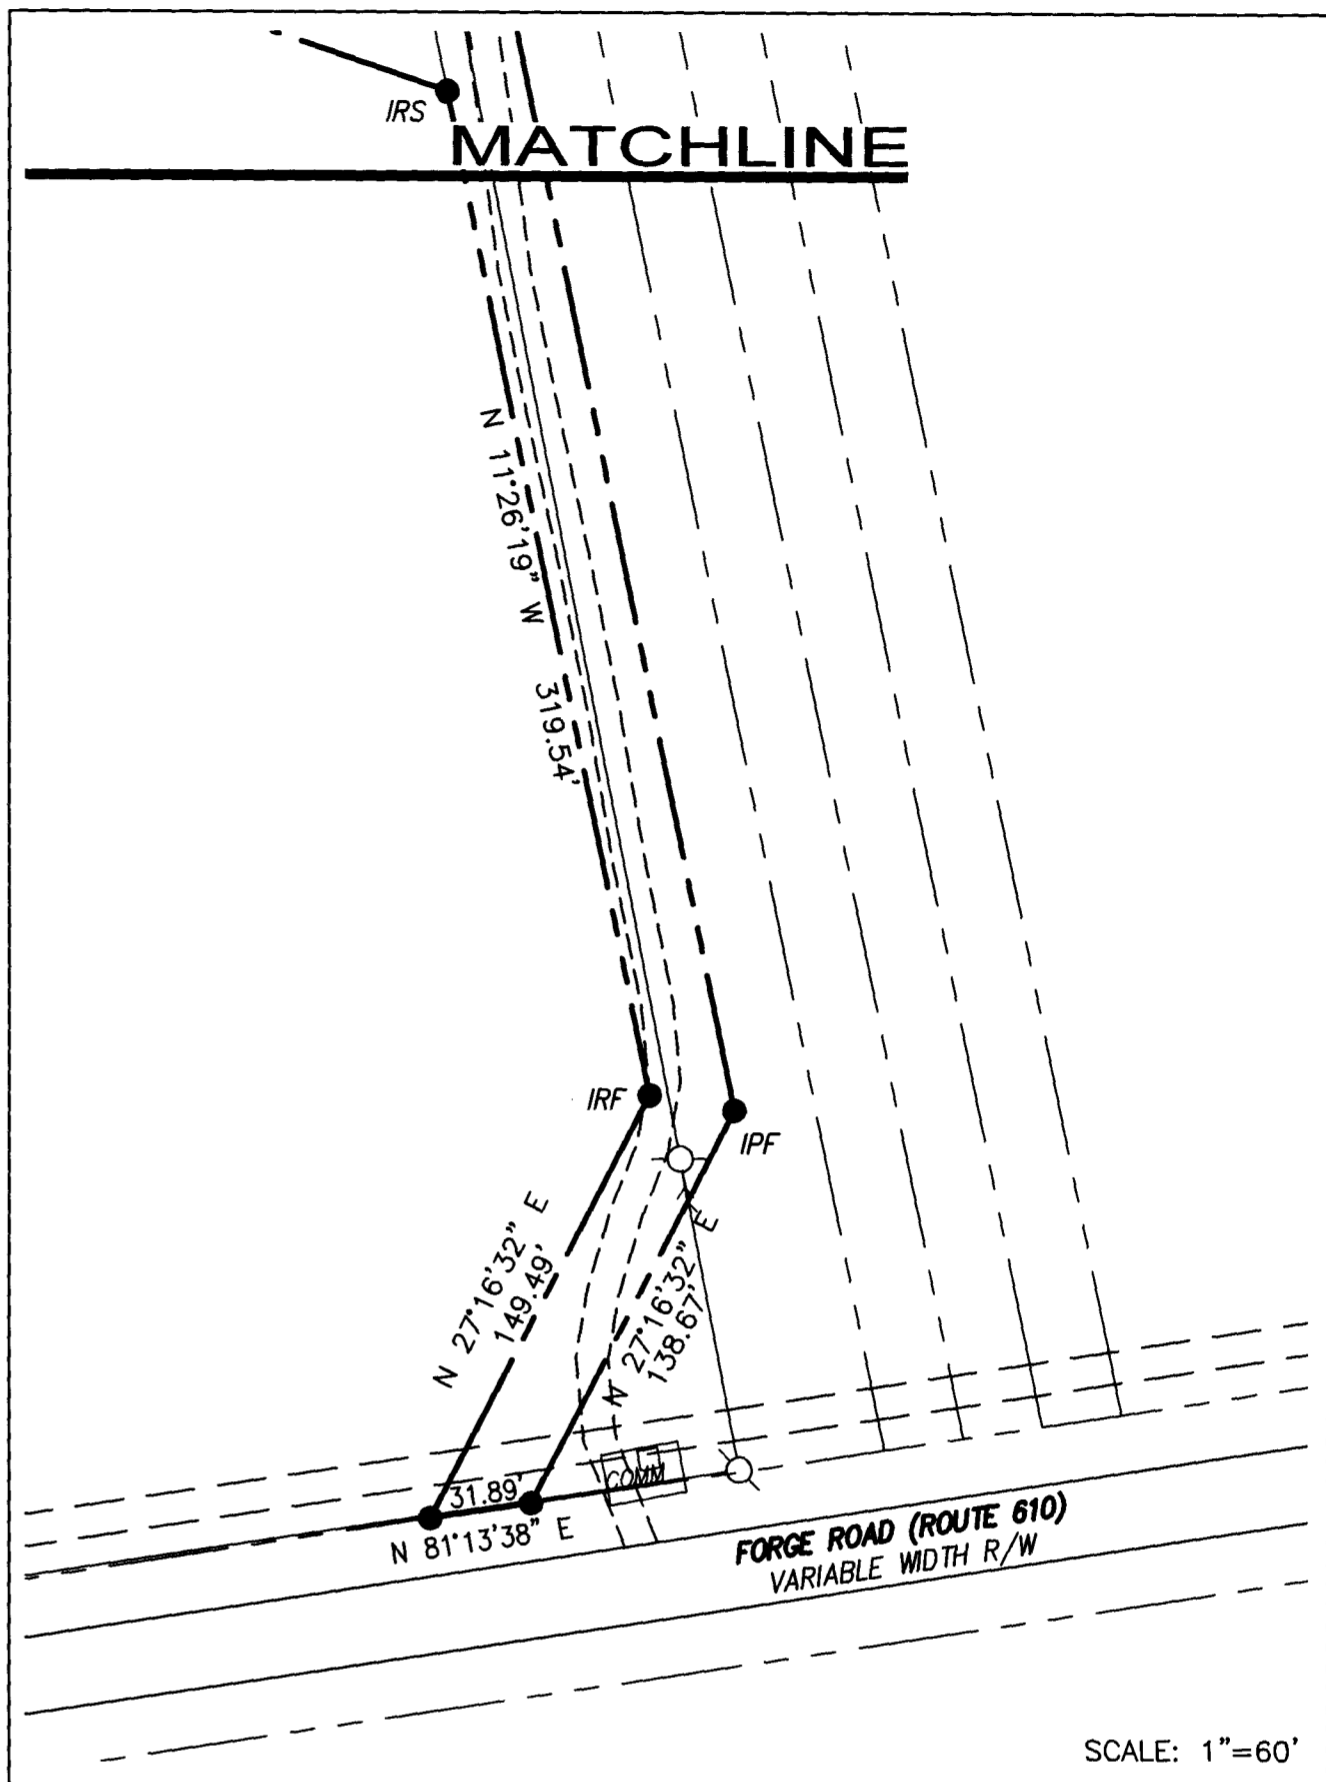 IRS
MATCHLINE
N 11°26'19" W 319.54'
IRF
IPF
N 27°16'32" E
149.49'
N 27°16'32" E
138.67'
31.89'
COMM
N 81°13'38" E
FORGE ROAD (ROUTE 610)
VARIABLE WIDTH R/W
SCALE: 1"=60'